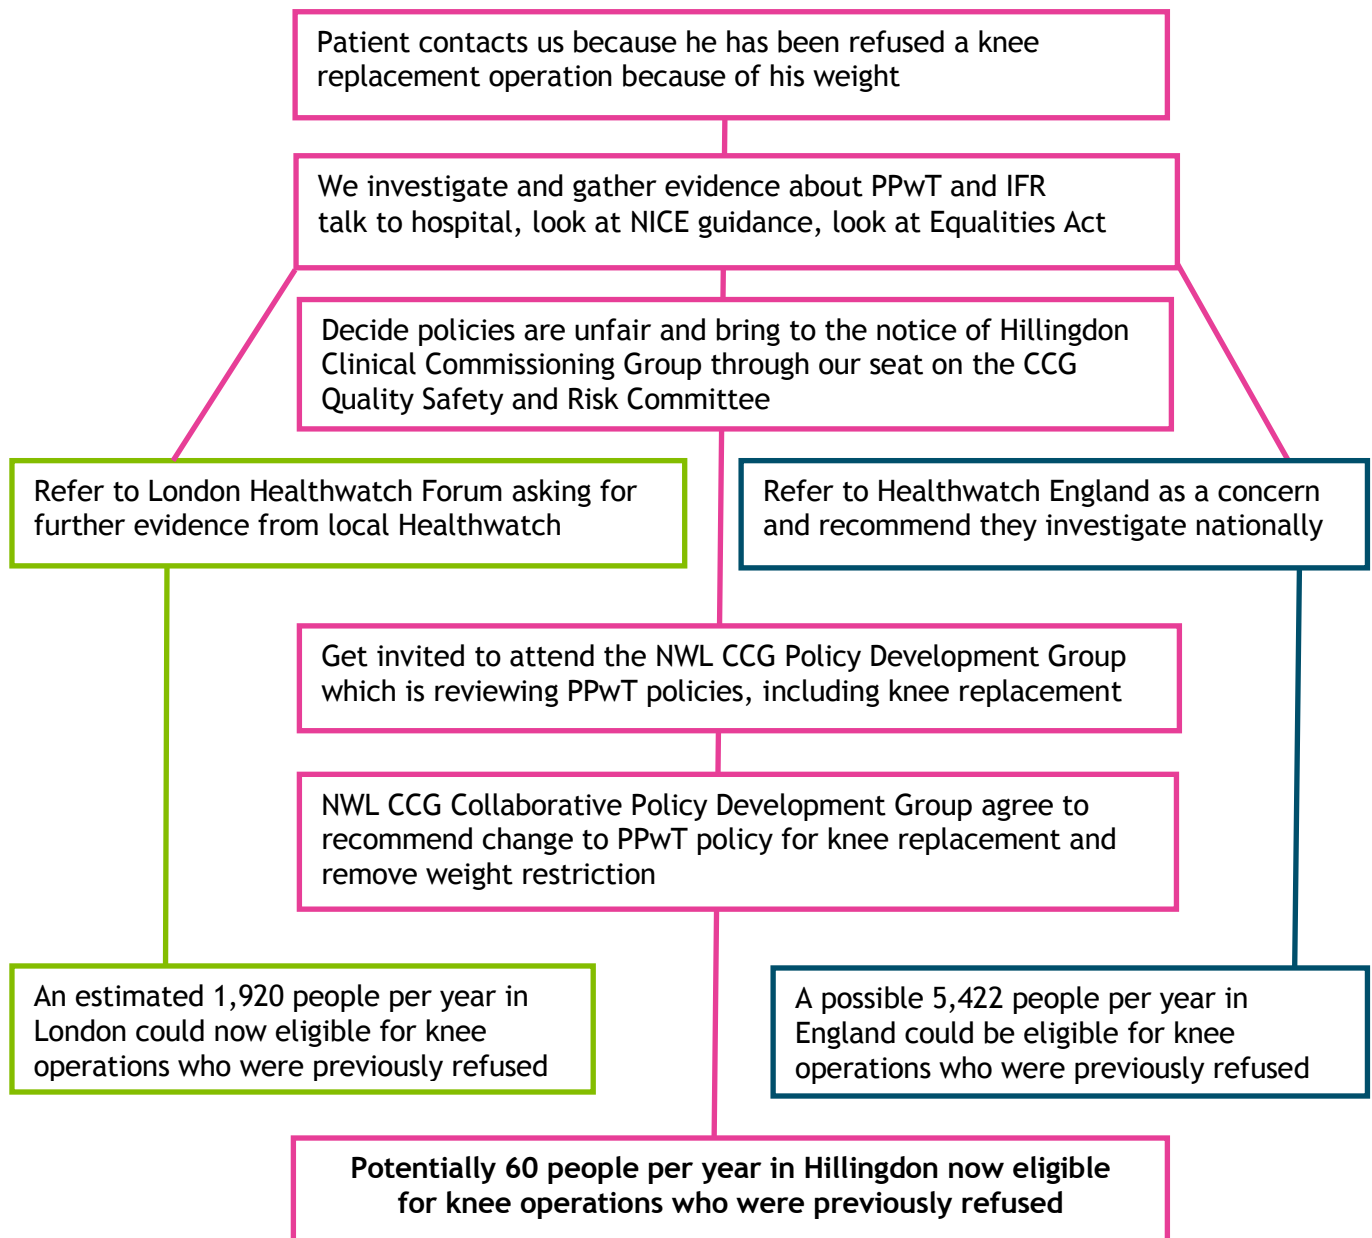 Patient contacts us because he has been refused a knee
replacement operation because of his weight
We investigate and gather evidence about PPwT and IFR
talk to hospital, look at NICE guidance, look at Equalities Act
Decide policies are unfair and bring to the notice of Hillingdon
Clinical Commissioning Group through our seat on the CCG
Quality Safety and Risk Committee
Refer to London Healthwatch Forum asking for
further evidence from local Healthwatch
Refer to Healthwatch England as a concern
and recommend they investigate nationally
Get invited to attend the NWL CCG Policy Development Group
which is reviewing PPwT policies, including knee replacement
NWL CCG Collaborative Policy Development Group agree to
recommend change to PPwT policy for knee replacement and
remove weight restriction
An estimated 1,920 people per year in
London could now eligible for knee
operations who were previously refused
A possible 5,422 people per year in
England could be eligible for knee
operations who were previously refused
Potentially 60 people per year in Hillingdon now eligible
for knee operations who were previously refused